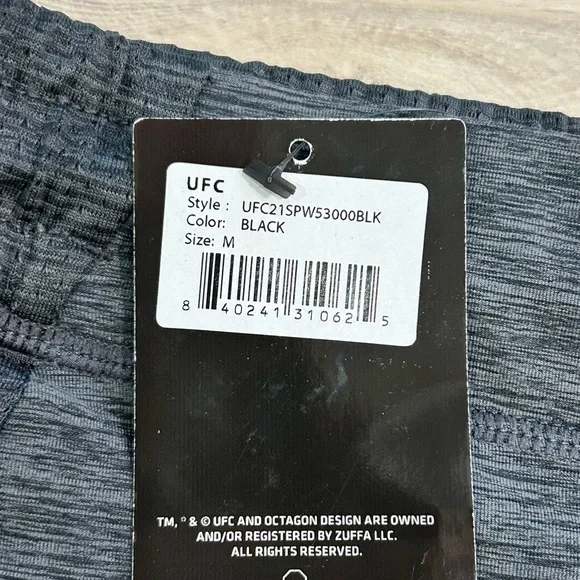 UFC
Style : UFC21SPW53000BLK
Color: BLACK
Size: M
8 40241 31062 5
TM, ® & © UFC AND OCTAGON DESIGN ARE OWNED
AND/OR REGISTERED BY ZUFFA LLC.
ALL RIGHTS RESERVED.